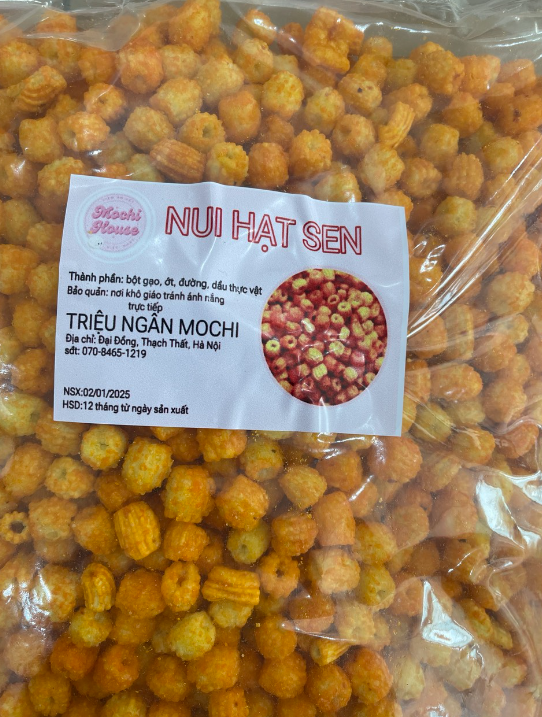 Mochi
House
NUI HẠT SEN
Thành phần: bột gạo, ớt, đường, dầu thực vật
Bảo quản: nơi khô giáo tránh ánh nắng
trực tiếp
TRIỆU NGÂN MOCHI
Địa chỉ: Đại Đồng, Thạch Thất, Hà Nội
sđt: 070-8465-1219
NSX:02/01/2025
HSD:12 tháng từ ngày sản xuất